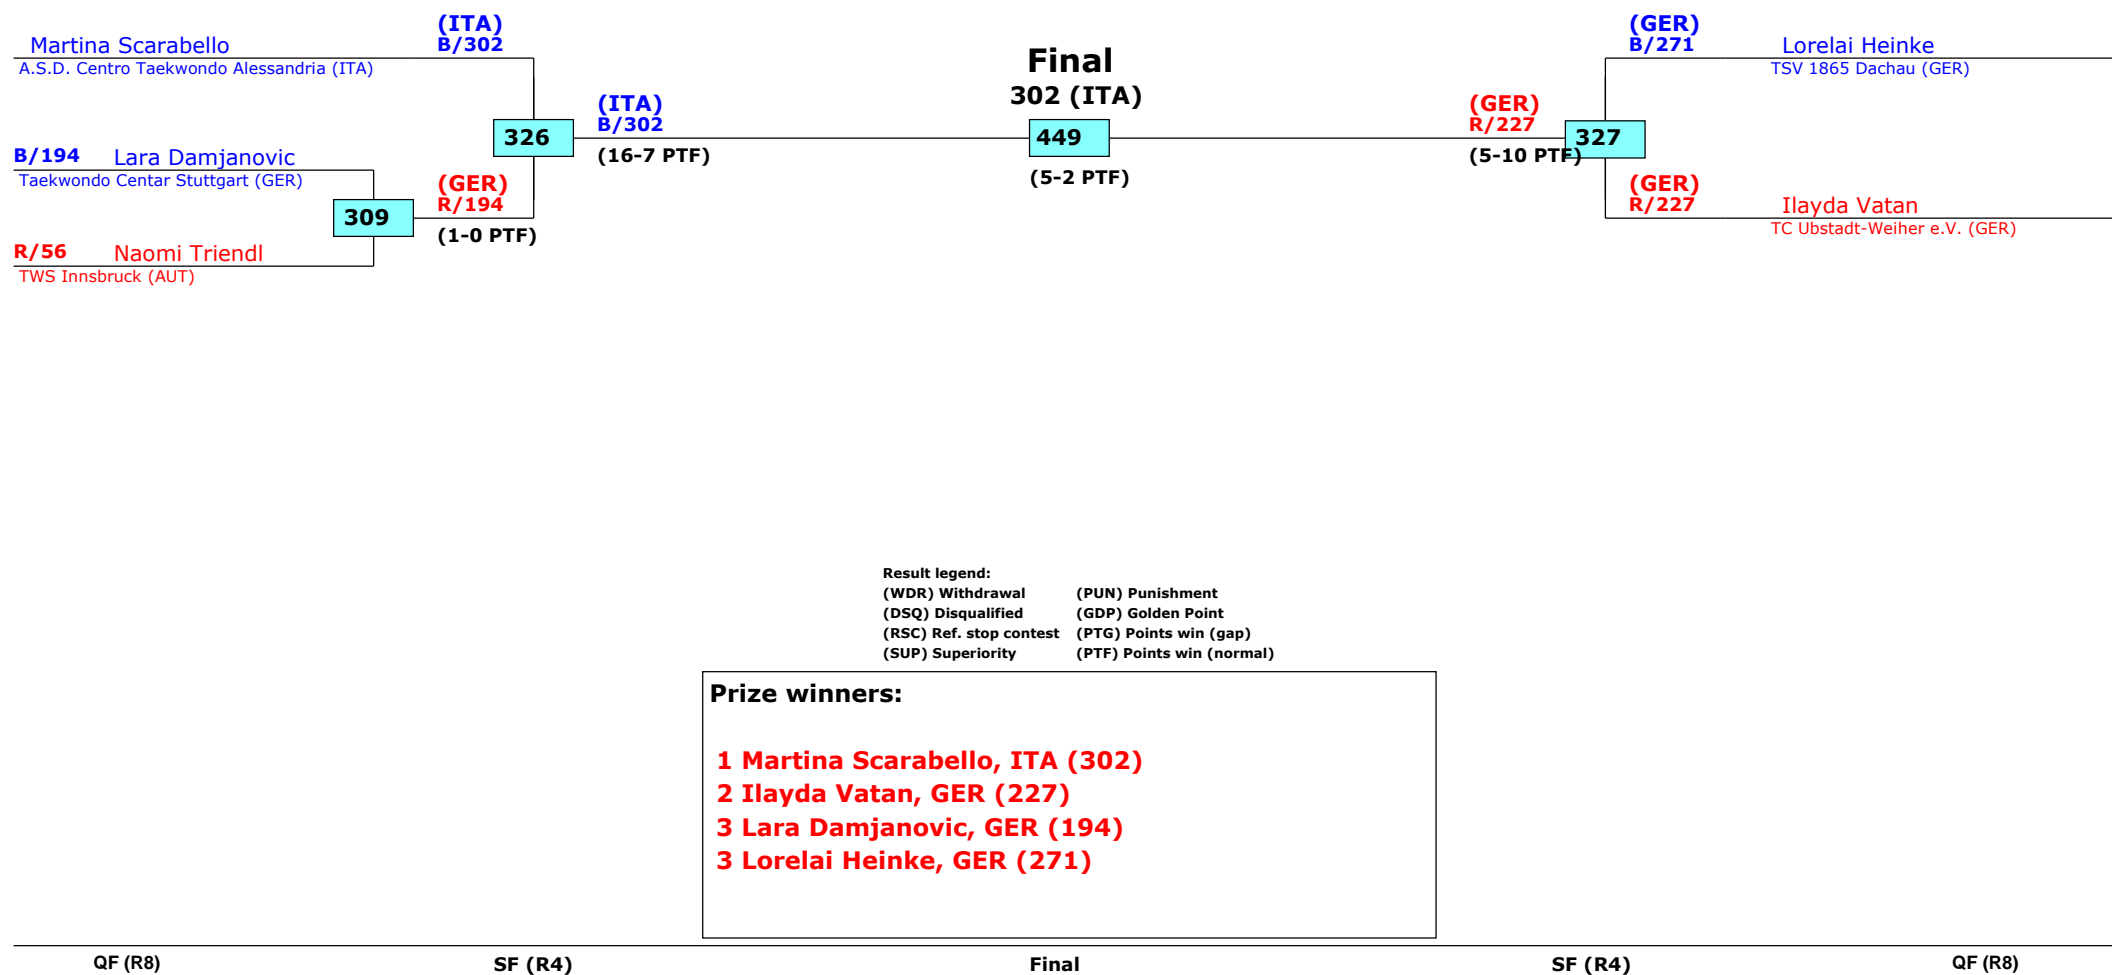 (ITA)
B/302
Martina Scarabello
A.S.D. Centro Taekwondo Alessandria (ITA)
B/194 Lara Damjanovic
Taekwondo Centar Stuttgart (GER)
309
R/56 Naomi Triendl
TWS Innsbruck (AUT)
(GER)
R/194
(1-0 PTF)
326
(ITA)
B/302
(16-7 PTF)
Final
302 (ITA)
449
(5-2 PTF)
(GER)
R/227
(5-10 PTF)
327
(GER)
B/271
Lorelai Heinke
TSV 1865 Dachau (GER)
(GER)
R/227
Ilayda Vatan
TC Ubstadt-Weiher e.V. (GER)
Result legend:
(WDR) Withdrawal (PUN) Punishment
(DSQ) Disqualified (GDP) Golden Point
(RSC) Ref. stop contest (PTG) Points win (gap)
(SUP) Superiority (PTF) Points win (normal)
Prize winners:
1 Martina Scarabello, ITA (302)
2 Ilayda Vatan, GER (227)
3 Lara Damjanovic, GER (194)
3 Lorelai Heinke, GER (271)
QF (R8) SF (R4) Final SF (R4) QF (R8)